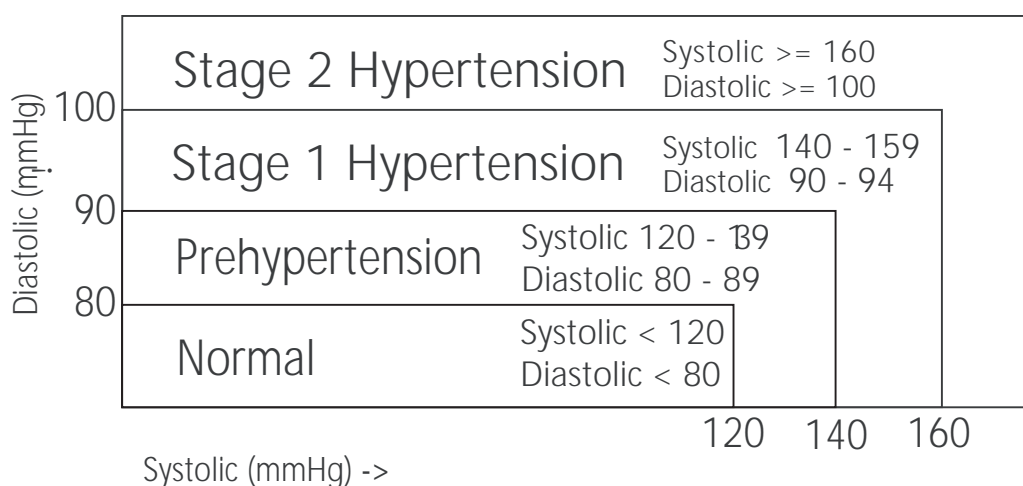 Stage 2 Hypertension
Systolic >= 160
Diastolic >= 100
Diastolic (mmHg)
100
Stage 1 Hypertension
Systolic 140 - 159
Diastolic 90 - 94
90
Prehypertension
Systolic 120 - 139
Diastolic 80 - 89
80
Normal
Systolic < 120
Diastolic < 80
120 140 160
Systolic (mmHg) ->